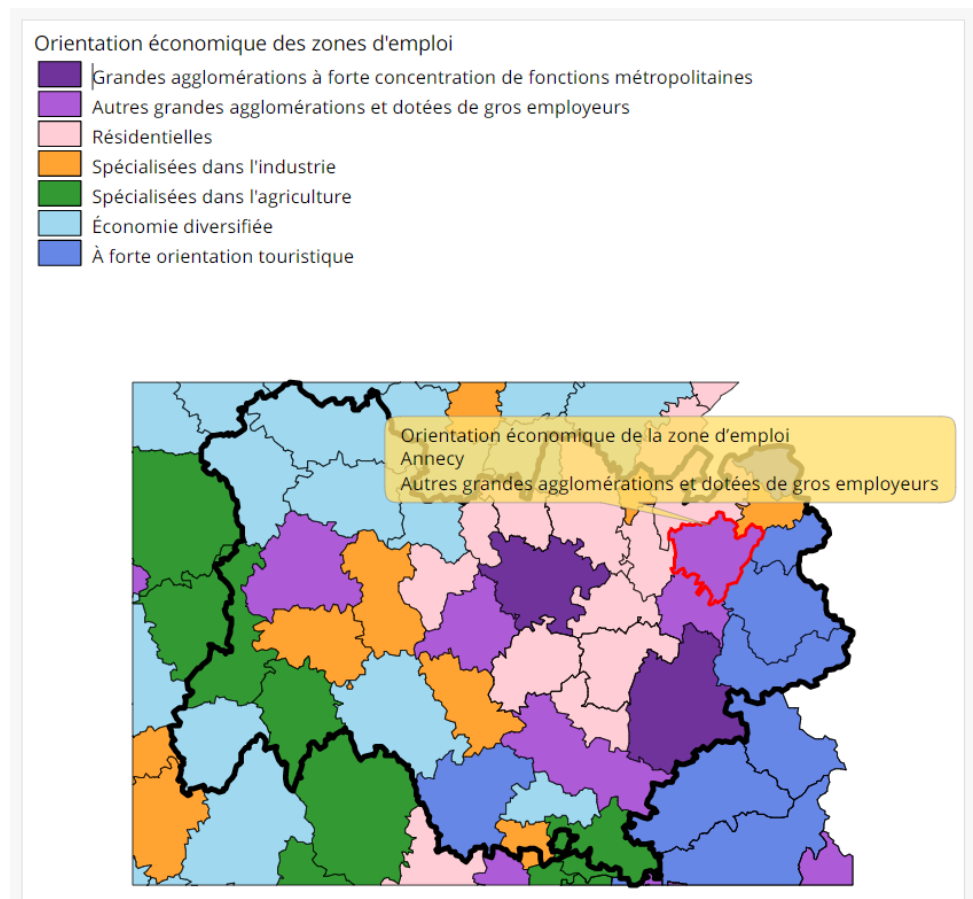 Orientation économique des zones d'emploi
Grandes agglomérations à forte concentration de fonctions métropolitaines
Autres grandes agglomérations et dotées de gros employeurs
Résidentielles
Spécialisées dans l'industrie
Spécialisées dans l'agriculture
Économie diversifiée
À forte orientation touristique
Orientation économique de la zone d’emploi
Annecy
Autres grandes agglomérations et dotées de gros employeurs